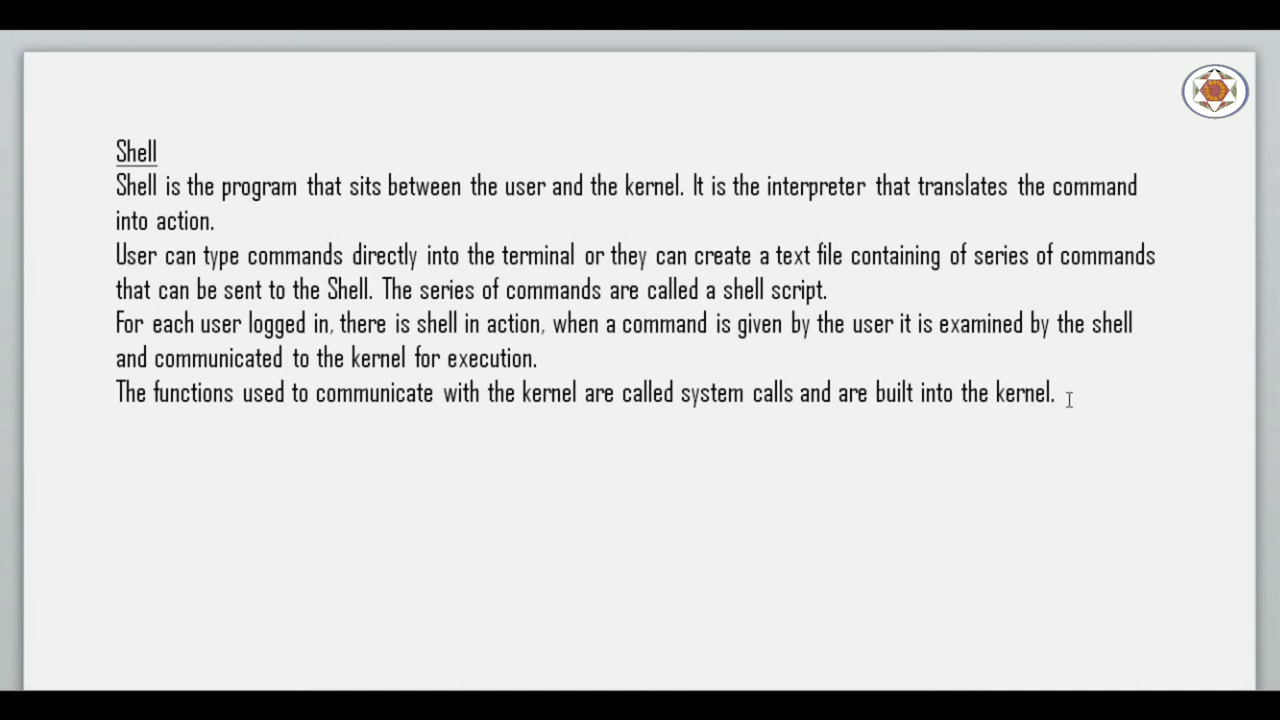 Shell
Shell is the program that sits between the user and the kernel. It is the interpreter that translates the command
into action.
User can type commands directly into the terminal or they can create a text file containing of series of commands
that can be sent to the Shell. The series of commands are called a shell script.
For each user logged in, there is shell in action, when a command is given by the user it is examined by the shell
and communicated to the kernel for execution.
The functions used to communicate with the kernel are called system calls and are built into the kernel.